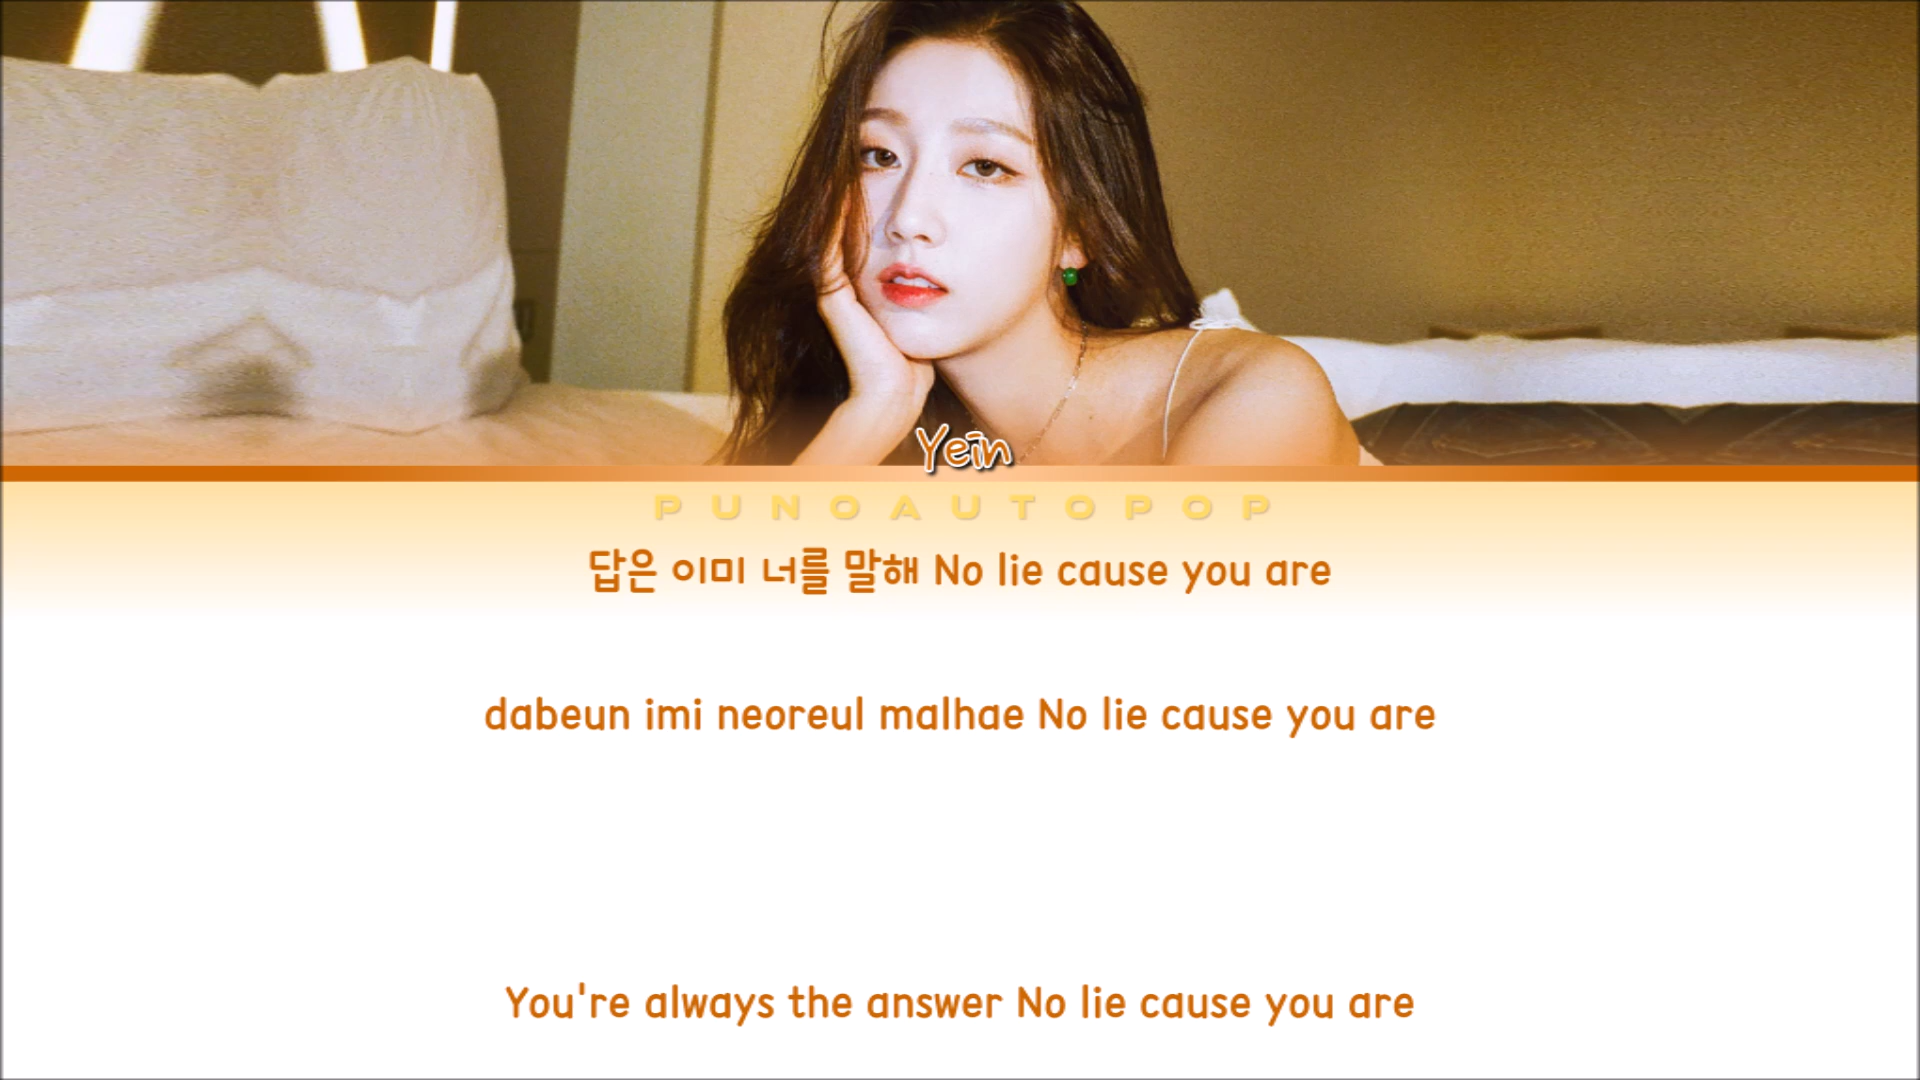 Yein
PUNOAUTOPOP
답은 이미 너를 말해 No lie cause you are
dabeun imi neoreul malhae No lie cause you are
You're always the answer No lie cause you are